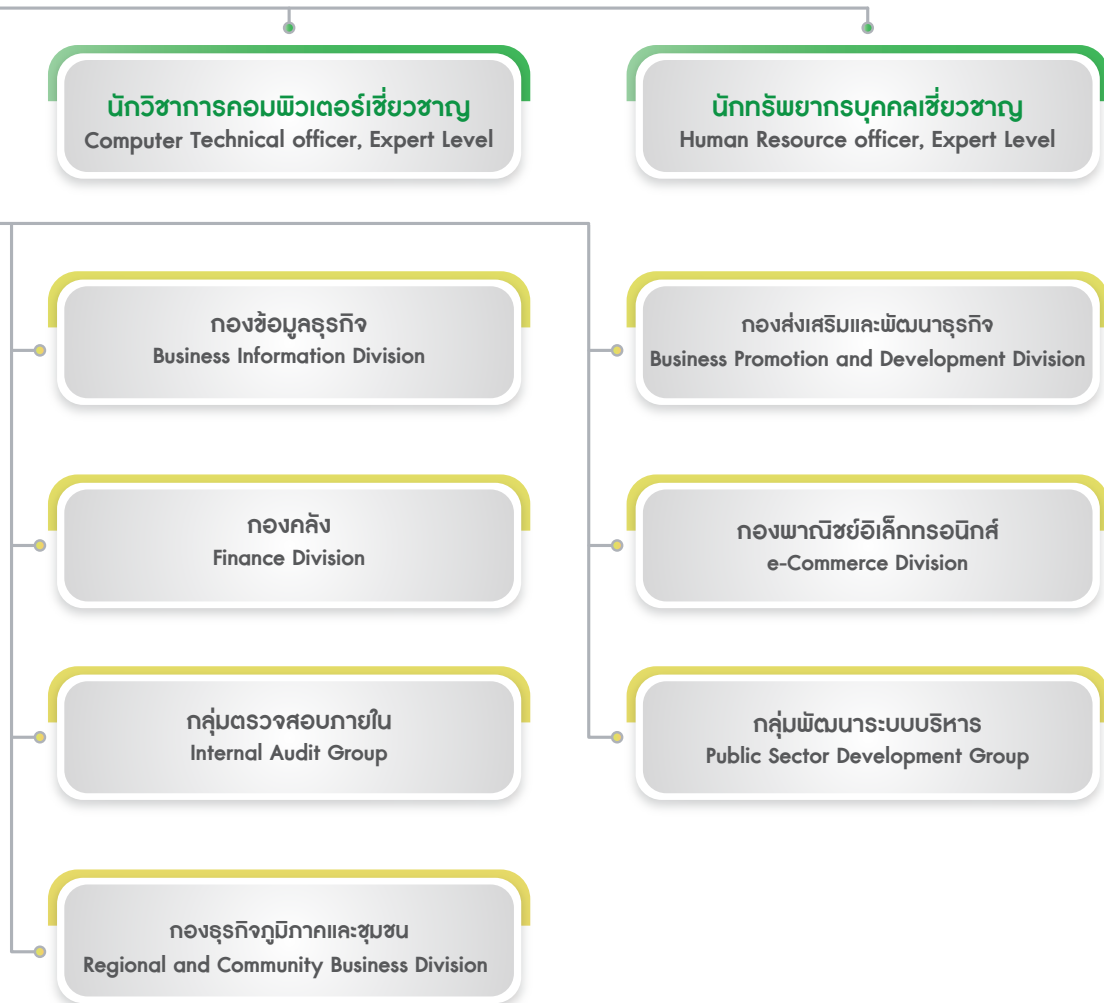 นักวิชาการคอมพิวเตอร์เชี่ยวชาญ
Computer Technical officer, Expert Level
นักทรัพยากรบุคคลเชี่ยวชาญ
Human Resource officer, Expert Level
กองข้อมูลธุรกิจ
Business Information Division
กองส่งเสริมและพัฒนาธุรกิจ
Business Promotion and Development Division
กองคลัง
Finance Division
กองพาณิชย์อิเล็กทรอนิกส์
e-Commerce Division
กลุ่มตรวจสอบภายใน
Internal Audit Group
กลุ่มพัฒนาระบบบริหาร
Public Sector Development Group
กองธุรกิจภูมิภาคและชุมชน
Regional and Community Business Division